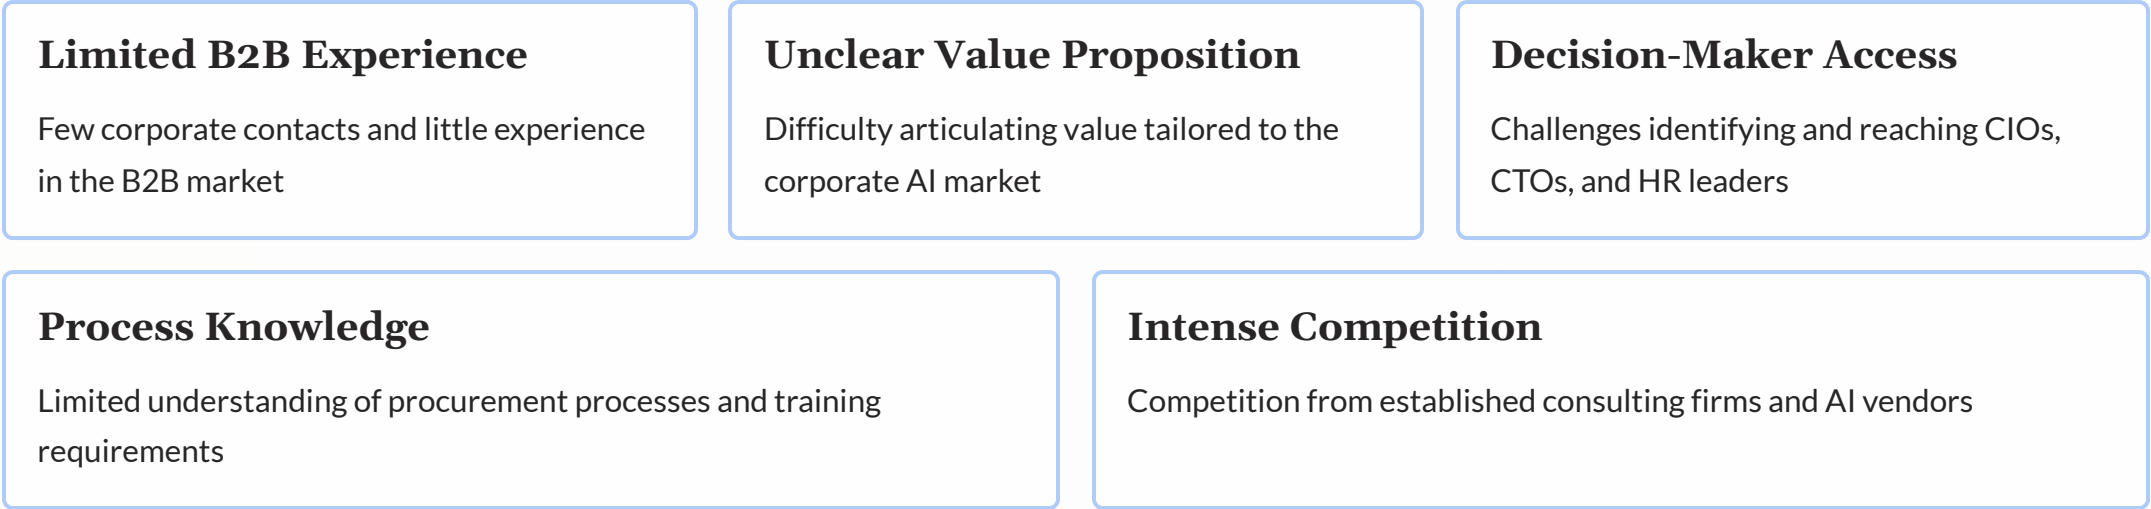 Limited B2B Experience
Few corporate contacts and little experience
in the B2B market
Unclear Value Proposition
Difficulty articulating value tailored to the
corporate AI market
Decision-Maker Access
Challenges identifying and reaching CIOs,
CTOs, and HR leaders
Process Knowledge
Limited understanding of procurement processes and training
requirements
Intense Competition
Competition from established consulting firms and AI vendors